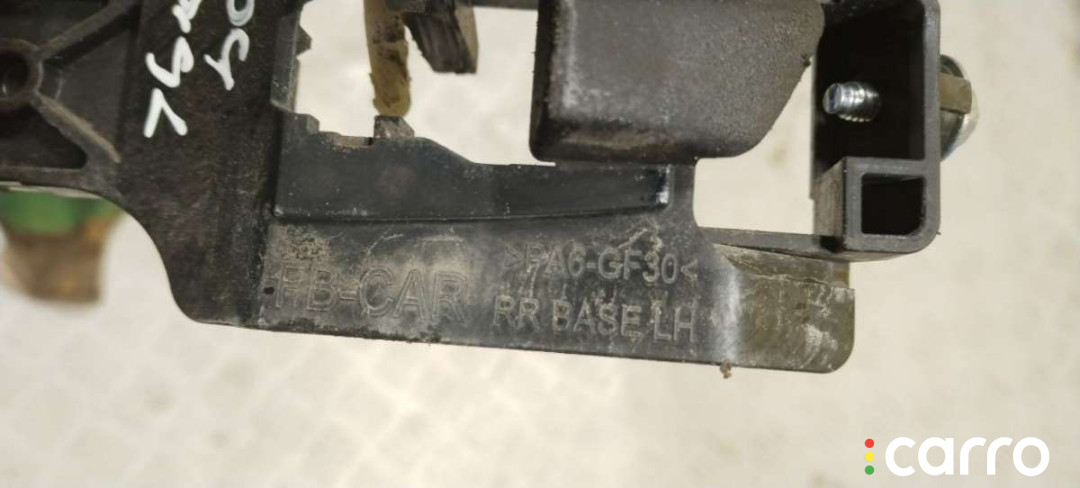 FB-CAR
>PA6-GF30<
RR BASE LH
carro